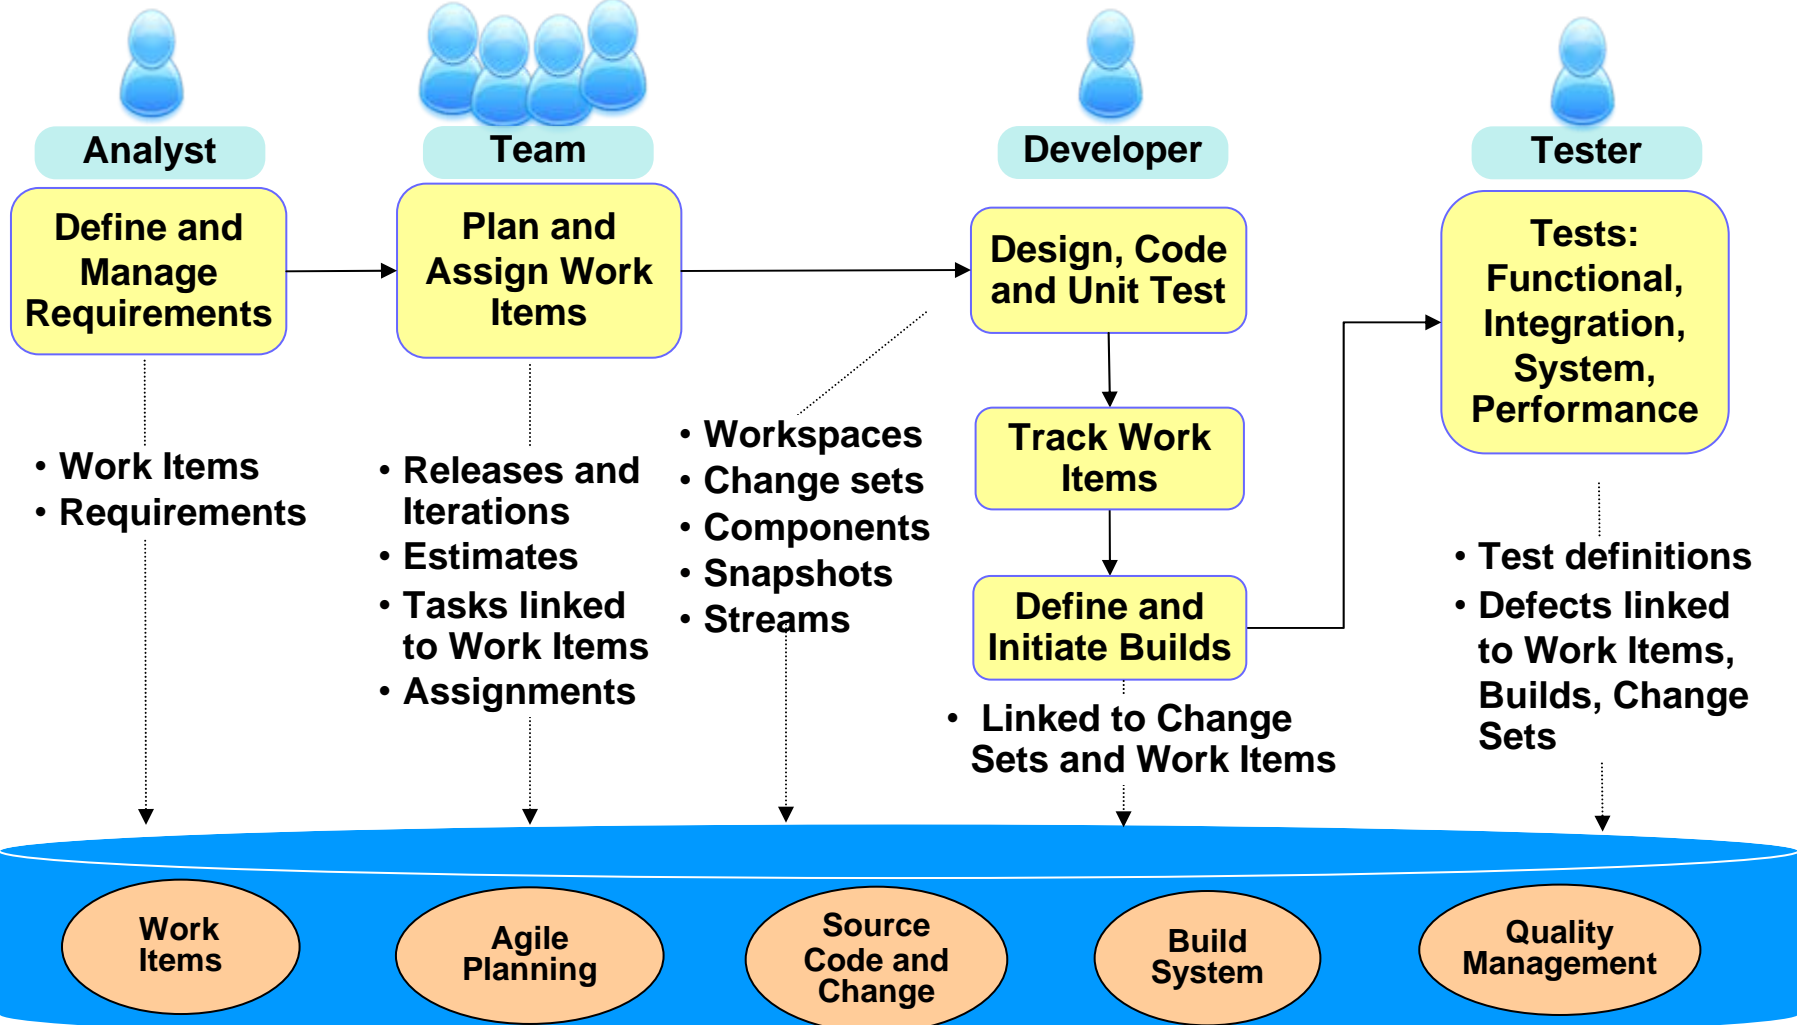 Analyst
Team
Developer
Tester
Define and
Manage
Requirements
Plan and
Assign Work
Items
Design, Code
and Unit Test
Tests:
Functional,
Integration,
System,
Performance
Track Work
Items
Define and
Initiate Builds
• Work Items
• Requirements
• Releases and
Iterations
• Estimates
• Tasks linked
to Work Items
• Assignments
• Workspaces
• Change sets
• Components
• Snapshots
• Streams
• Linked to Change
Sets and Work Items
• Test definitions
• Defects linked
to Work Items,
Builds, Change
Sets
Work
Items
Agile
Planning
Source
Code and
Change
Build
System
Quality
Management